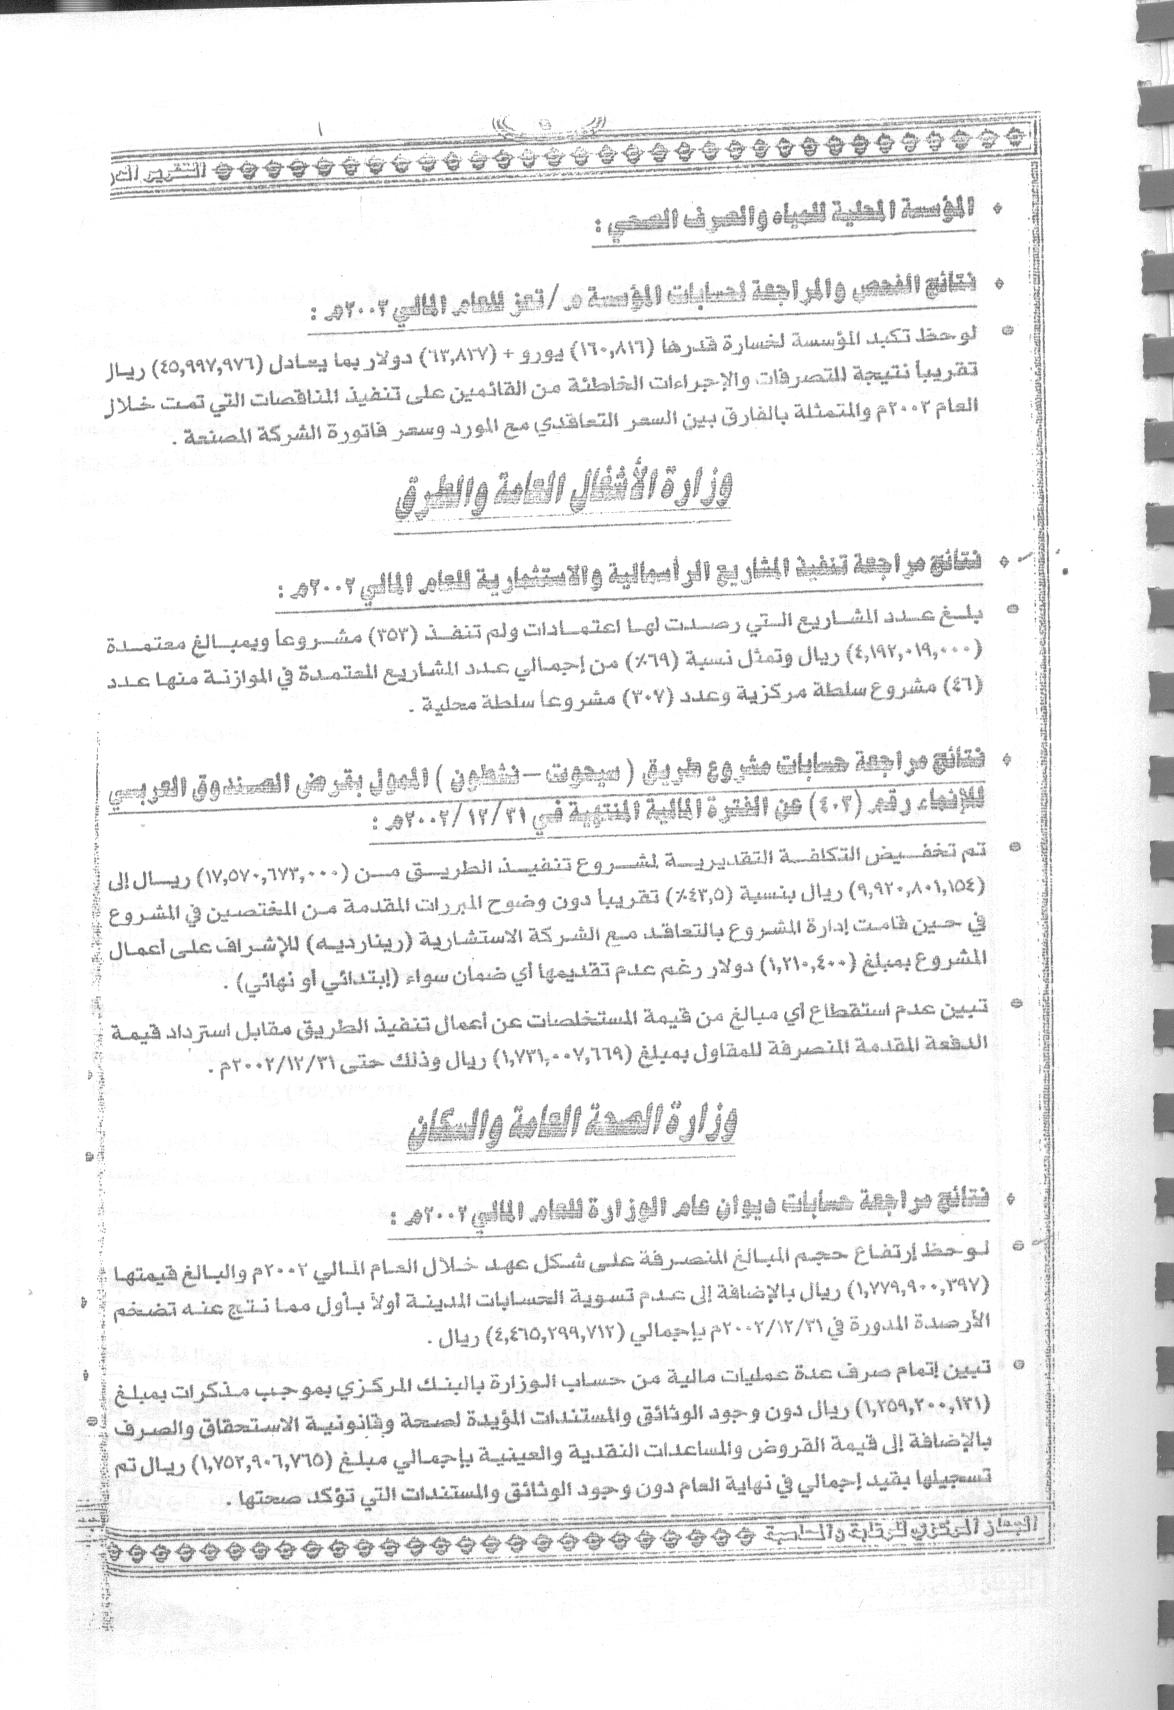 التقرير
المؤسسة المحلية للمياه والصرف الصحي :
نتائج الفحص والمراجعة لحسابات المؤسسة م /تعز للعام المالي ٢٠٠٢م :
لوحظ تكبد المؤسسة لخسارة قدرها (١٦٠,٨١٦) يورو + (٦٣,٨٢٧) دولار بما يعادل (٤٥,٩٩٧,٩٧٦) ريال
تقريباً نتيجة للتصرفات والإجراءات الخاطئة من القائمين على تنفيذ المناقصات التي تمت خلال
العام ٢٠٠٢م والمتمثلة بالفارق بين السعر التعاقدي مع المورد وسعر فاتورة الشركة المصنعة .
وزارة الأشغال العامة والطرق
نتائج مراجعة تنفيذ المشاريع الرأسمالية والاستثمارية للعام المالي ٢٠٠٢م :
بلغ عدد المشاريع التي رصدت لها اعتمادات ولم تنفذ (٣٥٣) مشروعاً وبمبالغ معتمدة
(٤,١٩٢,٠١٩,٠٠٠) ريال وتمثل نسبة (٦٩٪) من إجمالي عدد المشاريع المعتمدة في الموازنة منها عدد
(٤٦) مشروع سلطة مركزية وعدد (٣٠٧) مشروعاً سلطة محلية .
نتائج مراجعة حسابات مشروع طريق ( سيحوت – نشطون ) الممول بقرض الصندوق العربي
للإنماء رقم (٤٠٢) عن الفترة المالية المنتهية في ٢٠٠٢/١٢/٣١م :
تم تخفيض التكلفة التقديرية لمشروع تنفيذ الطريق من (١٧,٥٧٠,٦٧٣,٠٠٠) ريال إلى
(٩,٩٢٠,٨٠١,١٥٤) ريال بنسبة (٤٣,٥٪) تقريباً دون وضوح المبررات المقدمة من المختصين في المشروع
في حين قامت إدارة المشروع بالتعاقد مع الشركة الاستشارية (رينارديه) للإشراف على أعمال
المشروع بمبلغ (١,٢١٠,٤٠٠) دولار رغم عدم تقديمها أي ضمان سواء (إبتدائي أو نهائي) .
تبين عدم استقطاع أي مبالغ من قيمة المستخلصات عن أعمال تنفيذ الطريق مقابل استرداد قيمة
الدفعة المقدمة المنصرفة للمقاول بمبلغ (١,٧٣١,٠٠٧,٦٦٩) ريال وذلك حتى ٢٠٠٢/١٢/٣١م .
وزارة الصحة العامة والسكان
نتائج مراجعة حسابات ديوان عام الوزارة للعام المالي ٢٠٠٢م :
لوحظ إرتفاع حجم المبالغ المنصرفة على شكل عهد خلال العام المالي ٢٠٠٢م والبالغ قيمتها
(١,٧٧٩,٩٠٠,٣٩٧) ريال بالإضافة إلى عدم تسوية الحسابات المدينة أولاً بأول مما نتج عنه تضخم
الأرصدة المدورة في ٢٠٠٢/١٢/٣١م بإجمالي (٤,٤٦٥,٢٩٩,٧١٢) ريال .
تبين إتمام صرف عدة عمليات مالية من حساب الوزارة بالبنك المركزي بموجب مذكرات بمبلغ
(١,٢٥٩,٢٠٠,١٣١) ريال دون وجود الوثائق والمستندات المؤيدة لصحة وقانونية الاستحقاق والصرف
بالإضافة إلى قيمة القروض والمساعدات النقدية والعينية بإجمالي مبلغ (١,٧٥٢,٩٠٦,٧٦٥) ريال تم
تسجيلها بقيد إجمالي في نهاية العام دون وجود الوثائق والمستندات التي تؤكد صحتها .
الجهاز المركزي للرقابة والمحاسبة